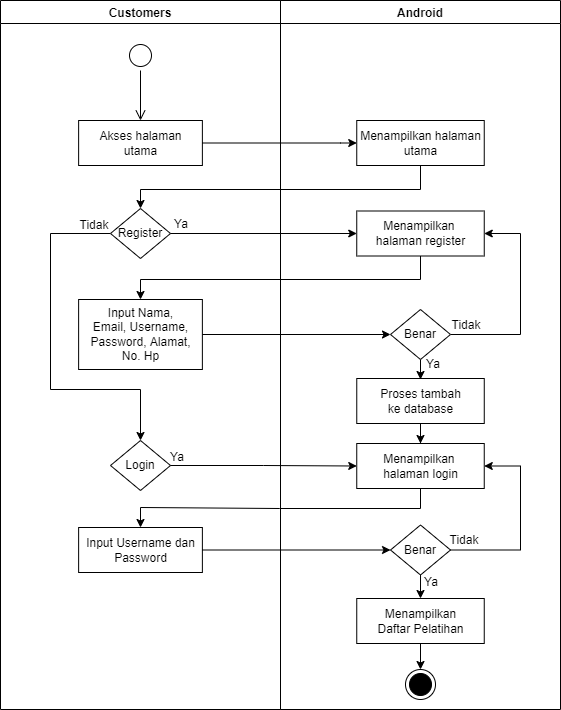 Customers
Android
Akses halaman
utama
Menampilkan halaman
utama
Tidak
Register
Ya
Menampilkan
halaman register
Input Nama,
Email, Username,
Password, Alamat,
No. Hp
Benar
Tidak
Ya
Proses tambah
ke database
Login
Ya
Menampilkan
halaman login
Input Username dan
Password
Benar
Tidak
Ya
Menampilkan
Daftar Pelatihan